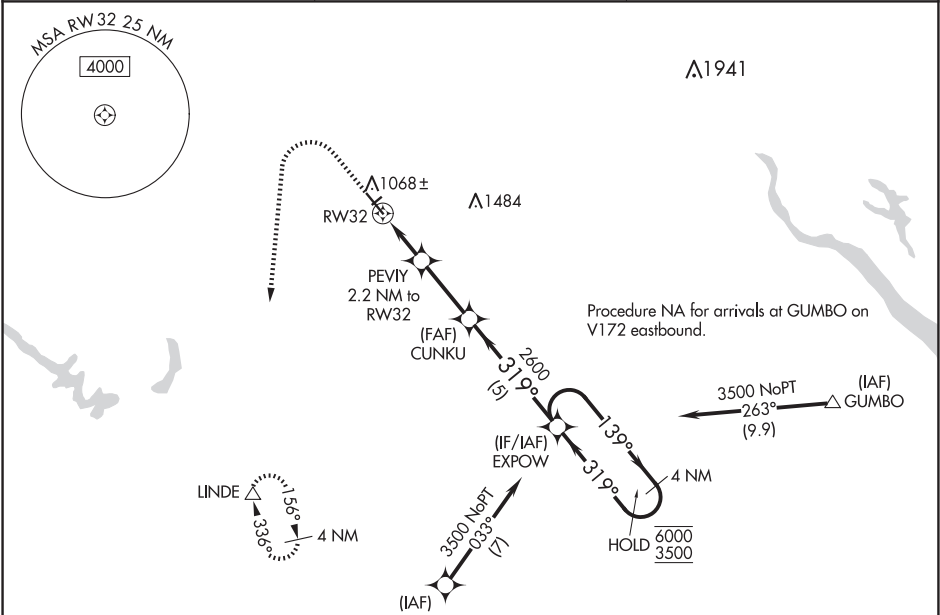 MSA RW32 25 NM
4000
1941
1068±
1484
RW32
PEVIY
2.2 NM to
RW32
(FAF)
CUNKU
Procedure NA for arrivals at GUMBO on
V172 eastbound.
2600
319°
(5)
3500 NoPT
263°
(9.9)
(IAF)
GUMBO
(IF/IAF)
EXPOW
139°
319°
4 NM
HOLD 6000
3500
LINDE
156°
336°
4 NM
3500 NoPT
033°
(7)
(IAF)